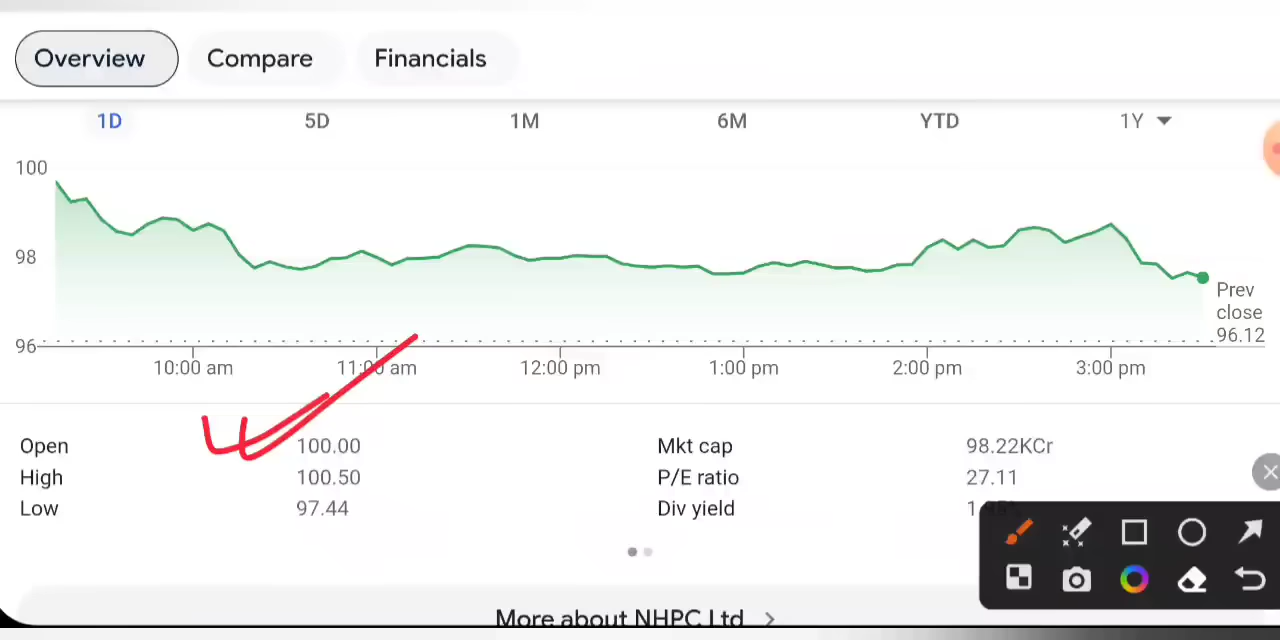 Overview Compare Financials
1D 5D 1M 6M YTD 1Y
100
98
96
Prev
close
96.12
10:00 am 11:00 am 12:00 pm 1:00 pm 2:00 pm 3:00 pm
Open 100.00 Mkt cap 98.22KCr
High 100.50 P/E ratio 27.11
Low 97.44 Div yield
More about NHPC Ltd